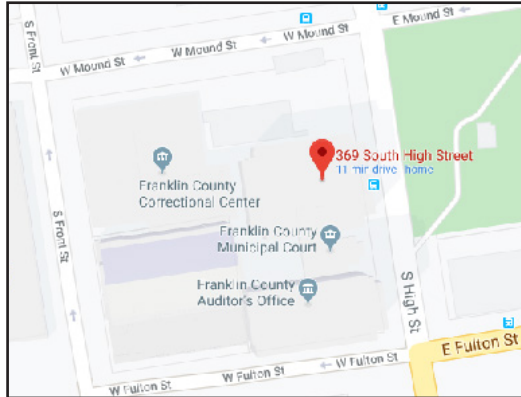 E Mound St
W Mound St
W Mound St
W Mound St
S Front St
369 South High Street
11 min drive - home
Franklin County
Correctional Center
Franklin County
Municipal Court
S Front St
Franklin County
Auditor's Office
S High St
E Fulton St
W Fulton St
W Fulton St
W Fulton St